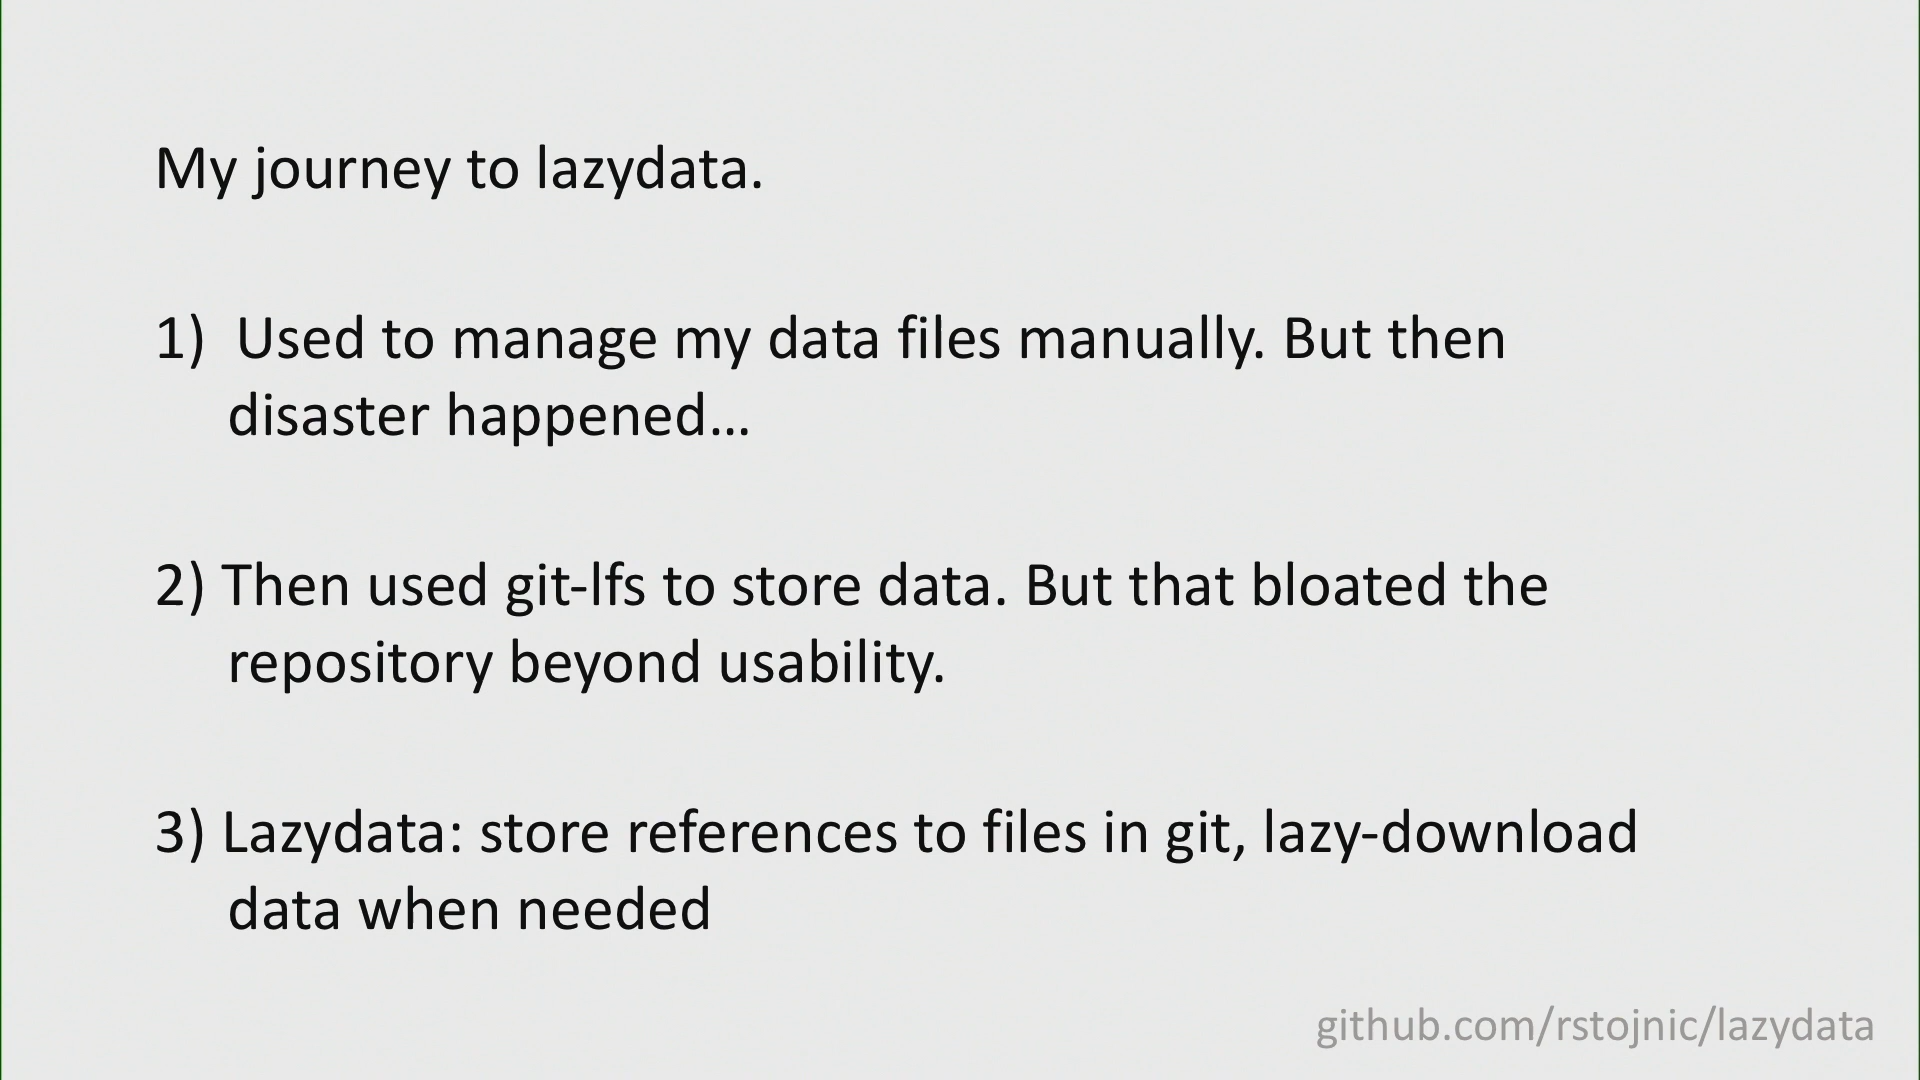 My journey to lazydata.
1) Used to manage my data files manually. But then
disaster happened...
2) Then used git-lfs to store data. But that bloated the
repository beyond usability.
3) Lazydata: store references to files in git, lazy-download
data when needed
github.com/rstojnic/lazydata